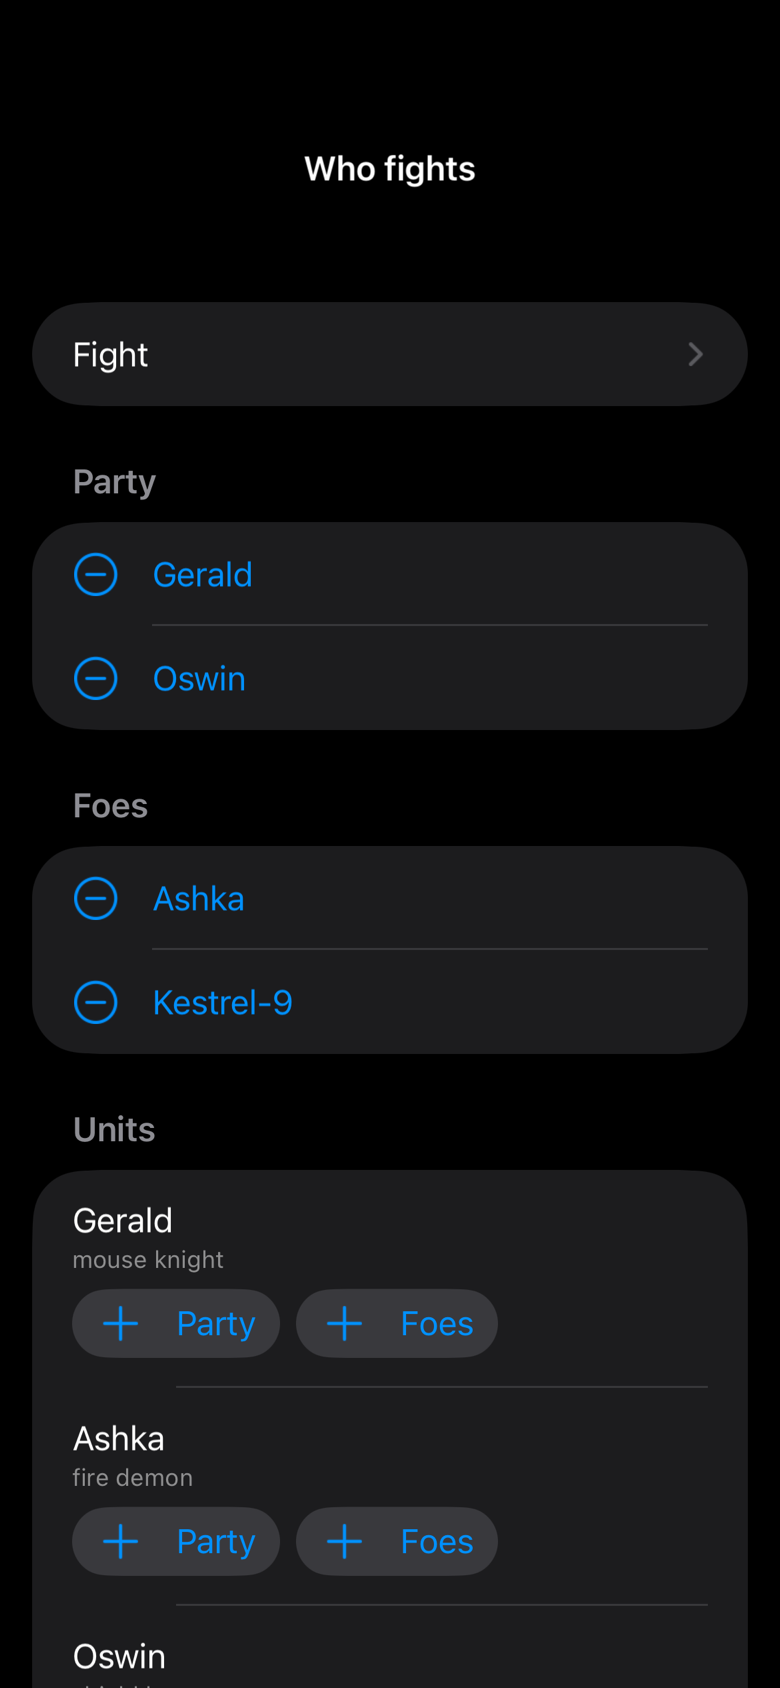 Who fights
Fight
Party
Gerald
Oswin
Foes
Ashka
Kestrel-9
Units
Gerald
mouse knight
Party Foes
Ashka
fire demon
Party Foes
Oswin